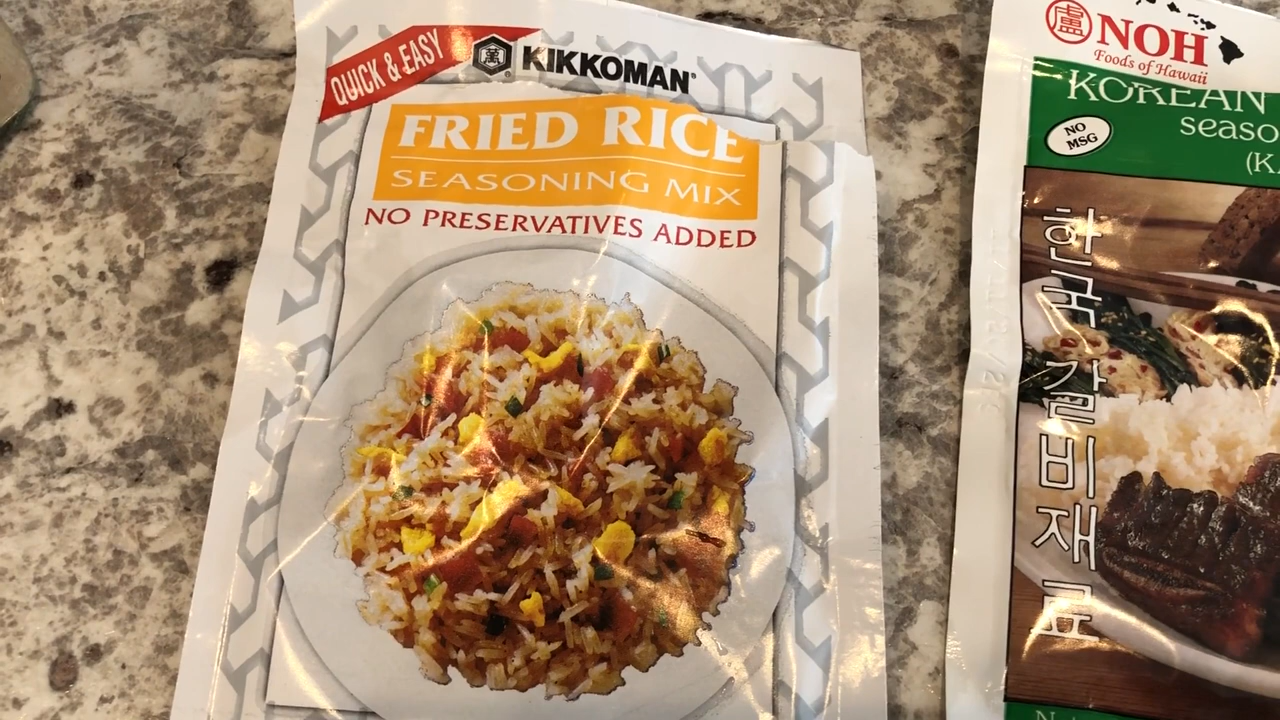 QUICK & EASY
KIKKOMAN®
FRIED RICE
SEASONING MIX
NO PRESERVATIVES ADDED
NOH
Foods of Hawaii
KOREAN
seaso
(K
NO
MSG
한국 갈비 재료